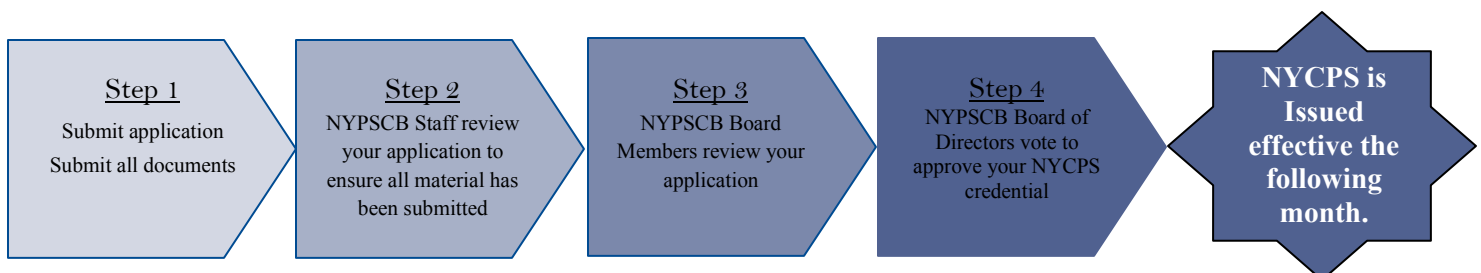 Step 1
Submit application
Submit all documents
Step 2
NYPSCB Staff review
your application to
ensure all material has
been submitted
Step 3
NYPSCB Board
Members review your
application
Step 4
NYPSCB Board of
Directors vote to
approve your NYCPS
credential
NYCPS is
Issued
effective the
following
month.